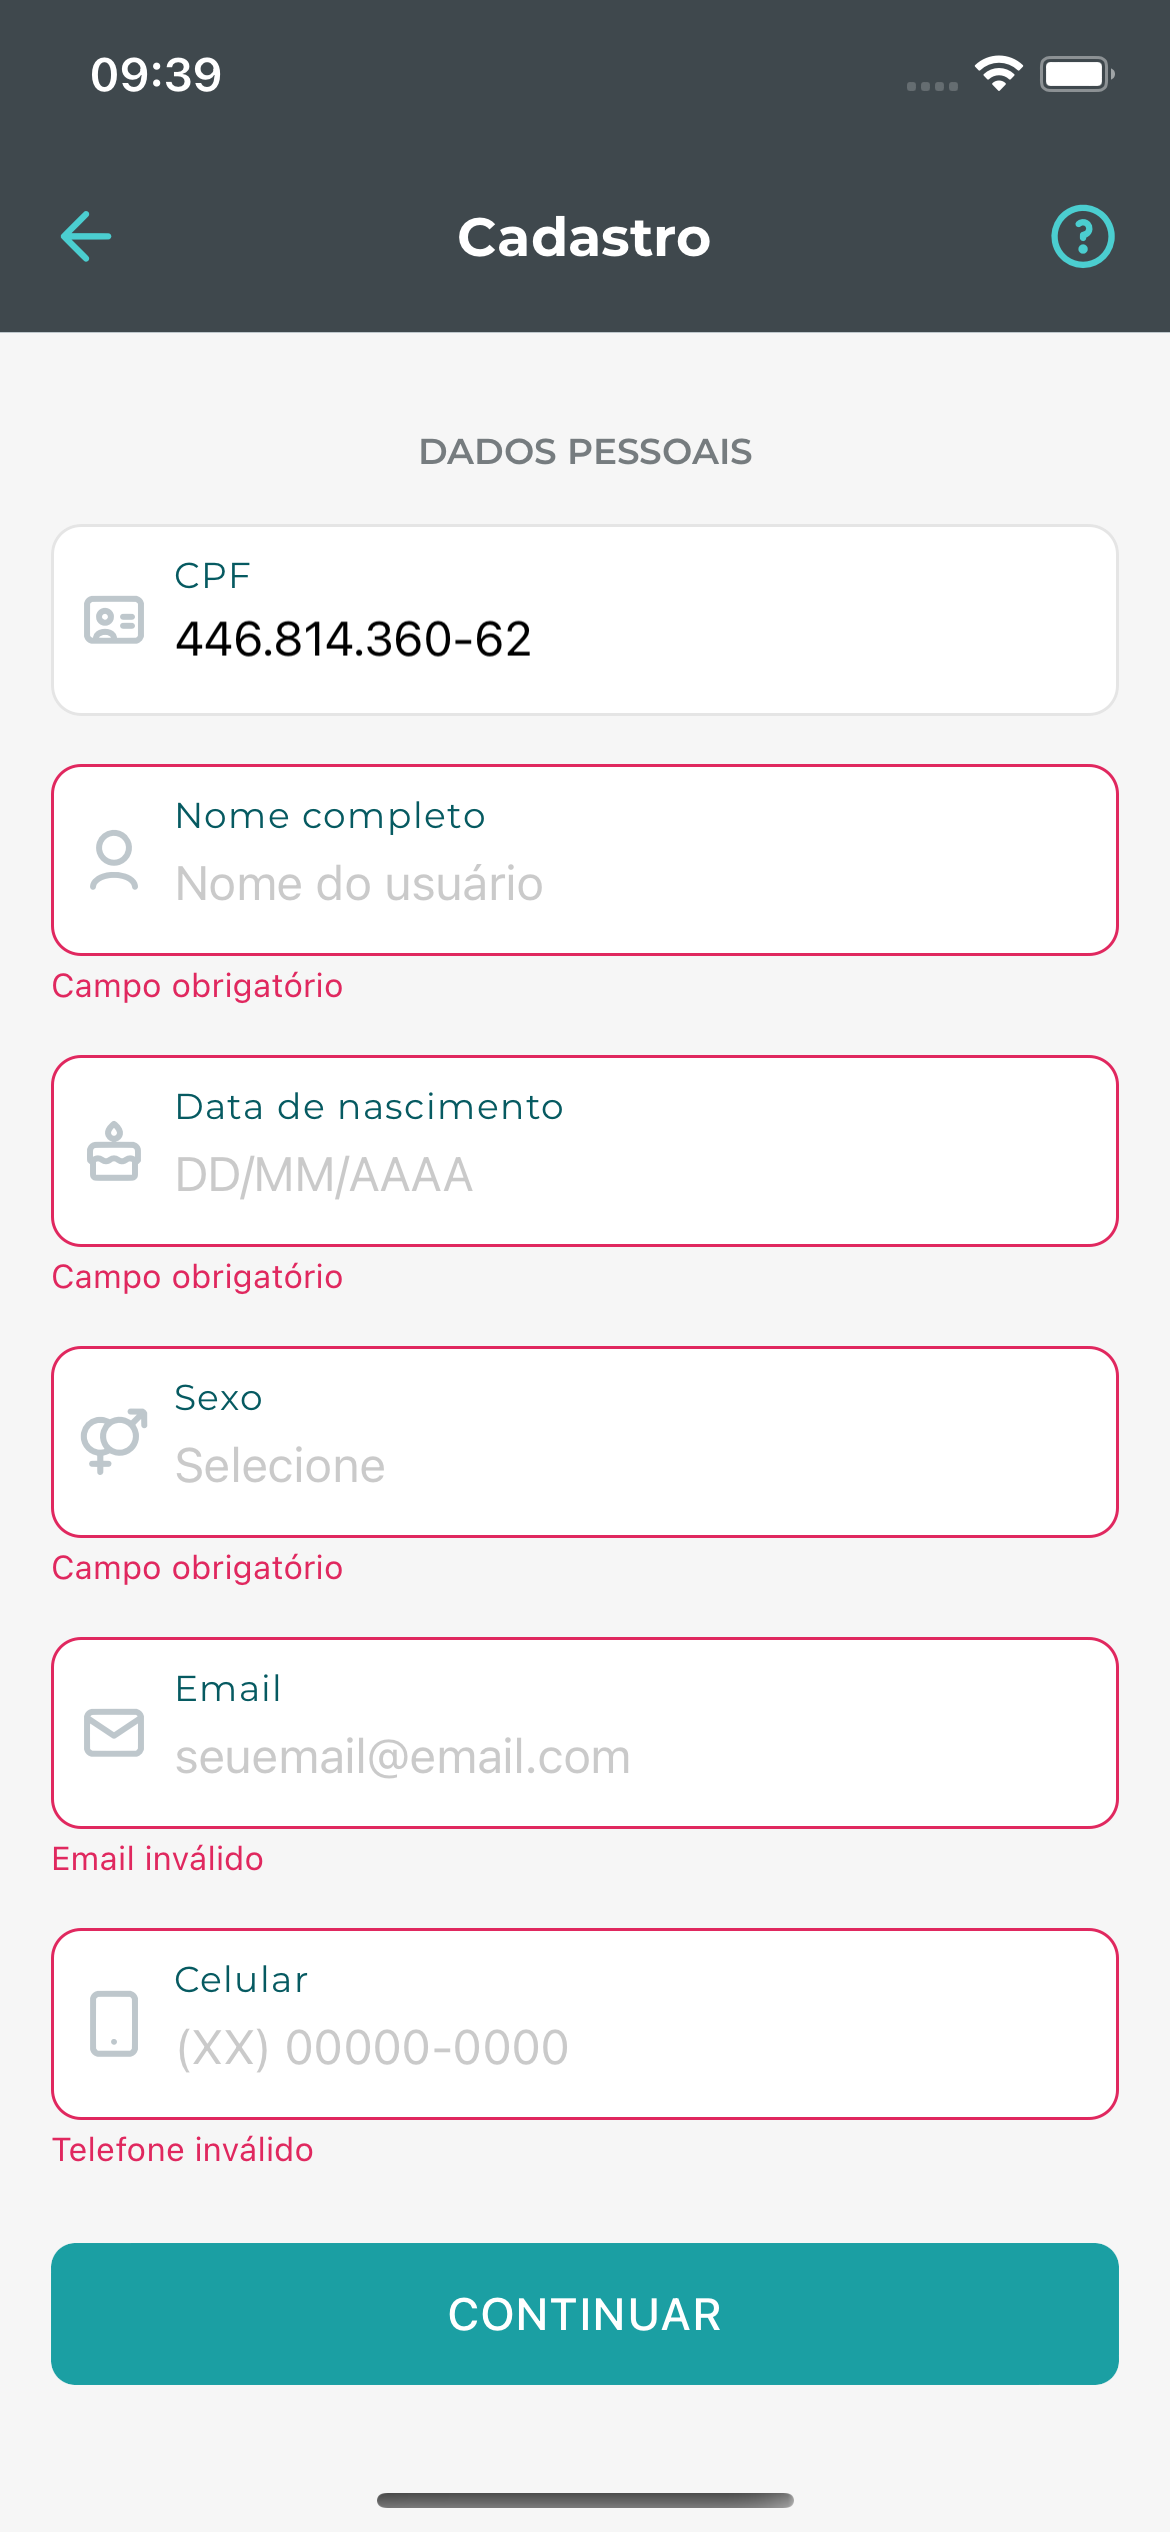 09:39
Cadastro
DADOS PESSOAIS
CPF
446.814.360-62
Nome completo
Nome do usuário
Campo obrigatório
Data de nascimento
DD/MM/AAAA
Campo obrigatório
Sexo
Selecione
Campo obrigatório
Email
seuemail@email.com
Email inválido
Celular
(XX) 00000-0000
Telefone inválido
CONTINUAR